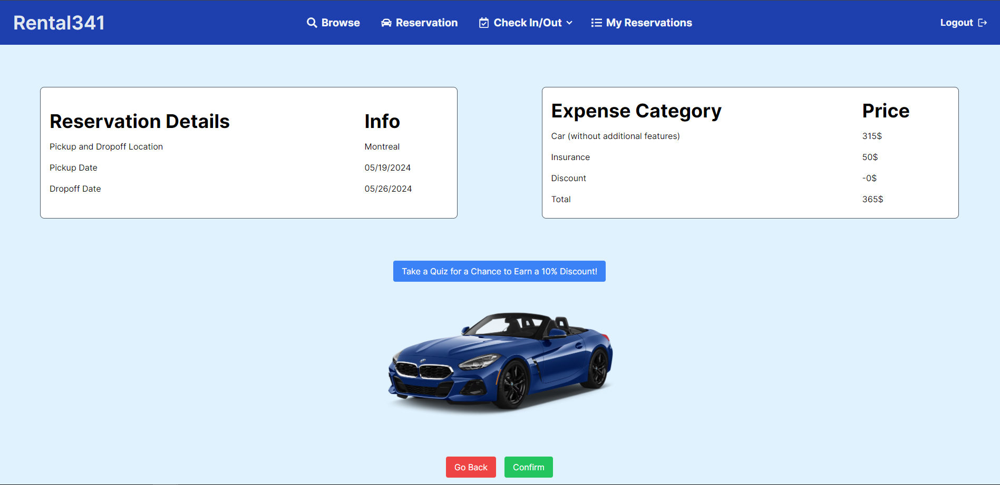 Rental341
Browse
Reservation
Check In/Out
My Reservations
Logout
Reservation Details Info
Pickup and Dropoff Location Montreal
Pickup Date 05/19/2024
Dropoff Date 05/26/2024
Expense Category Price
Car (without additional features) 315$
Insurance 50$
Discount -0$
Total 365$
Take a Quiz for a Chance to Earn a 10% Discount!
Go Back
Confirm